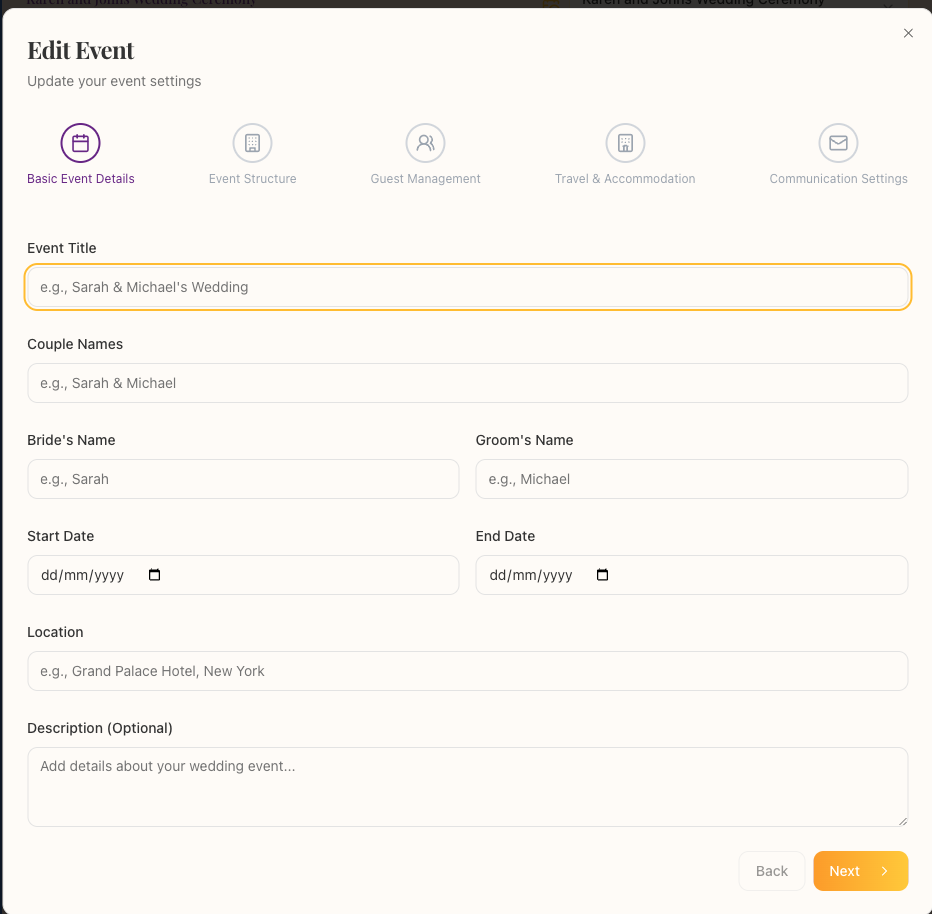 Karen and Johns Wedding Ceremony
Karen and Johns Wedding Ceremony
Edit Event
Update your event settings
Basic Event Details
Event Structure
Guest Management
Travel & Accommodation
Communication Settings
Event Title
e.g., Sarah & Michael's Wedding
Couple Names
e.g., Sarah & Michael
Bride's Name
Groom's Name
e.g., Sarah
e.g., Michael
Start Date
End Date
dd/mm/yyyy
dd/mm/yyyy
Location
e.g., Grand Palace Hotel, New York
Description (Optional)
Add details about your wedding event...
Back
Next